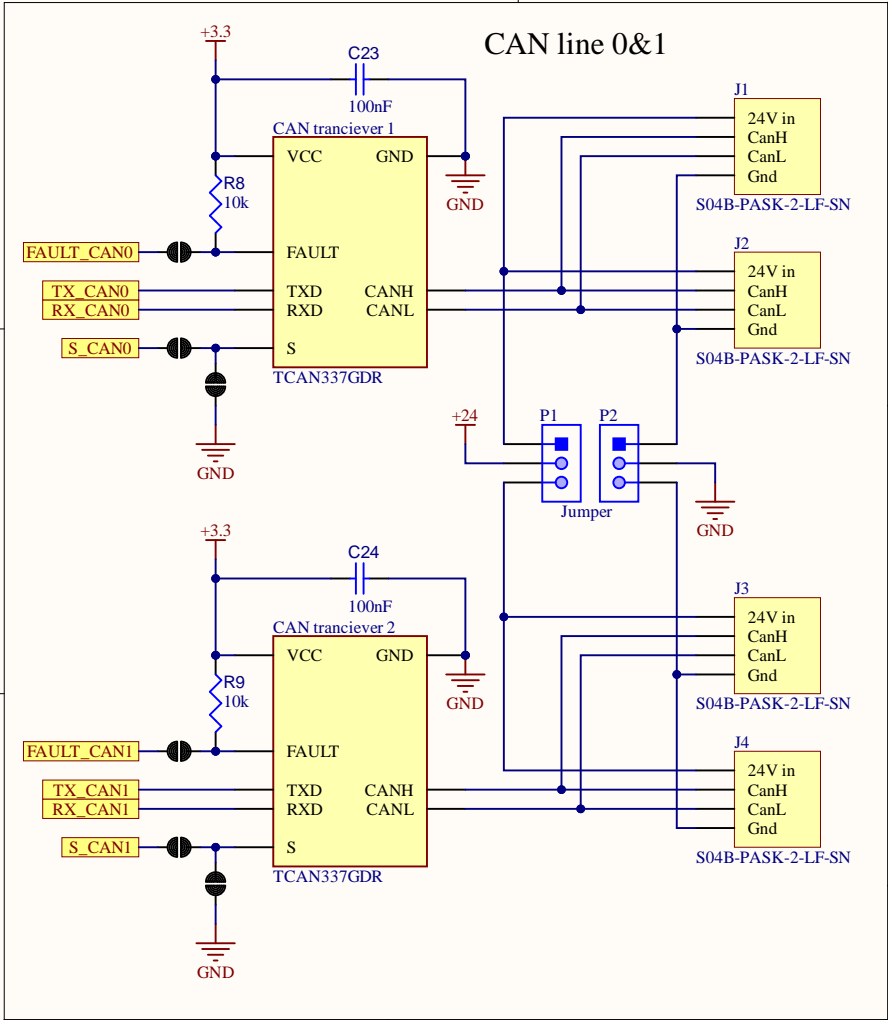 CAN line 0&1
+3.3
C23
100nF
CAN tranciever 1
VCC
GND
GND
R8
10k
FAULT_CAN0
FAULT
TX_CAN0
TXD
CANH
RX_CAN0
RXD
CANL
S_CAN0
S
TCAN337GDR
GND
J1
24V in
CanH
CanL
Gnd
S04B-PASK-2-LF-SN
J2
24V in
CanH
CanL
Gnd
S04B-PASK-2-LF-SN
+24
P1
P2
Jumper
GND
+3.3
C24
100nF
CAN tranciever 2
VCC
GND
GND
R9
10k
FAULT_CAN1
FAULT
TX_CAN1
TXD
CANH
RX_CAN1
RXD
CANL
S_CAN1
S
TCAN337GDR
GND
J3
24V in
CanH
CanL
Gnd
S04B-PASK-2-LF-SN
J4
24V in
CanH
CanL
Gnd
S04B-PASK-2-LF-SN